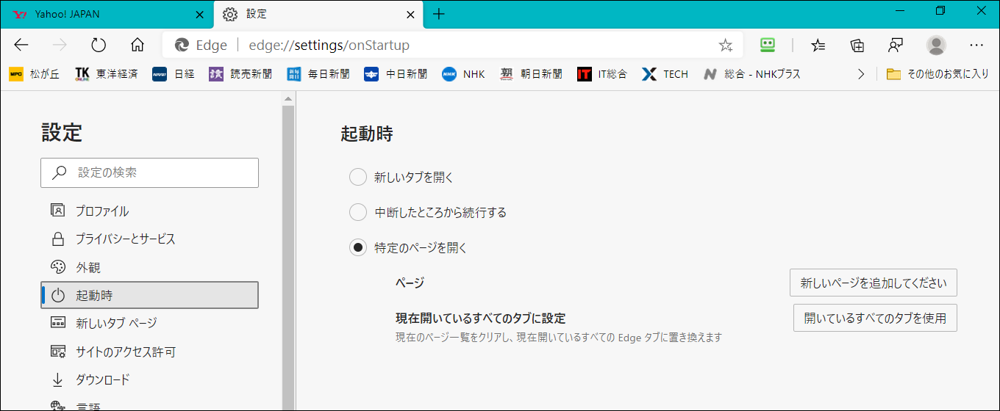 Yahoo! JAPAN
設定
Edge edge://settings/onStartup
松が丘 東洋経済 日経 読売新聞 毎日新聞 中日新聞 NHK 朝日新聞 IT総合 TECH 総合 - NHKプラス その他のお気に入り
設定
設定の検索
プロファイル
プライバシーとサービス
外観
起動時
新しいタブ ページ
サイトのアクセス許可
ダウンロード
言語
起動時
新しいタブを開く
中断したところから続行する
特定のページを開く
ページ
新しいページを追加してください
現在開いているすべてのタブに設定
現在のページ一覧をクリアし、現在開いているすべての Edge タブに置き換えます
開いているすべてのタブを使用